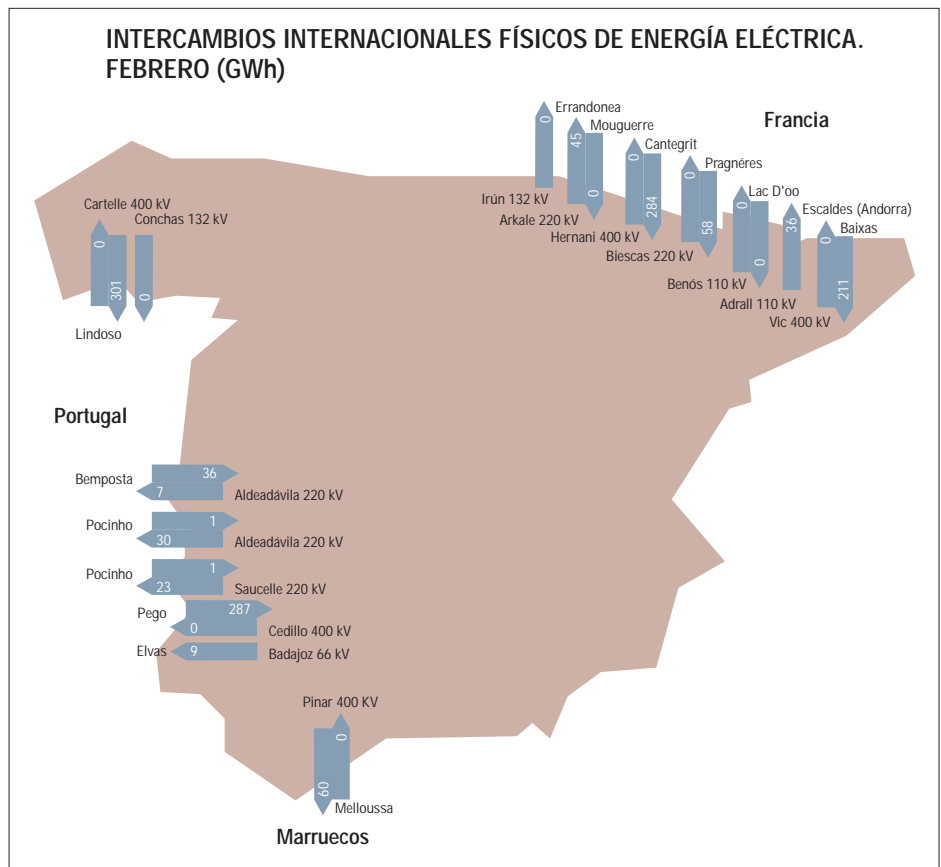 INTERCAMBIOS INTERNACIONALES FÍSICOS DE ENERGÍA ELÉCTRICA.
FEBRERO (GWh)
Francia
Errandonea
0
Irún 132 kV
Mouguerre
45
0
Arkale 220 kV
Cantegrit
0
284
Hernani 400 kV
Pragnéres
0
58
Biescas 220 kV
Lac D'oo
0
0
Benós 110 kV
Escaldes (Andorra)
36
Adrall 110 kV
Baixas
0
211
Vic 400 kV
Cartelle 400 kV
Conchas 132 kV
0
301
0
Lindoso
Portugal
Bemposta
36
7
Aldeadávila 220 kV
Pocinho
1
30
Aldeadávila 220 kV
Pocinho
1
23
Saucelle 220 kV
Pego
287
0
Cedillo 400 kV
Elvas
9
Badajoz 66 kV
Pinar 400 KV
0
60
Melloussa
Marruecos